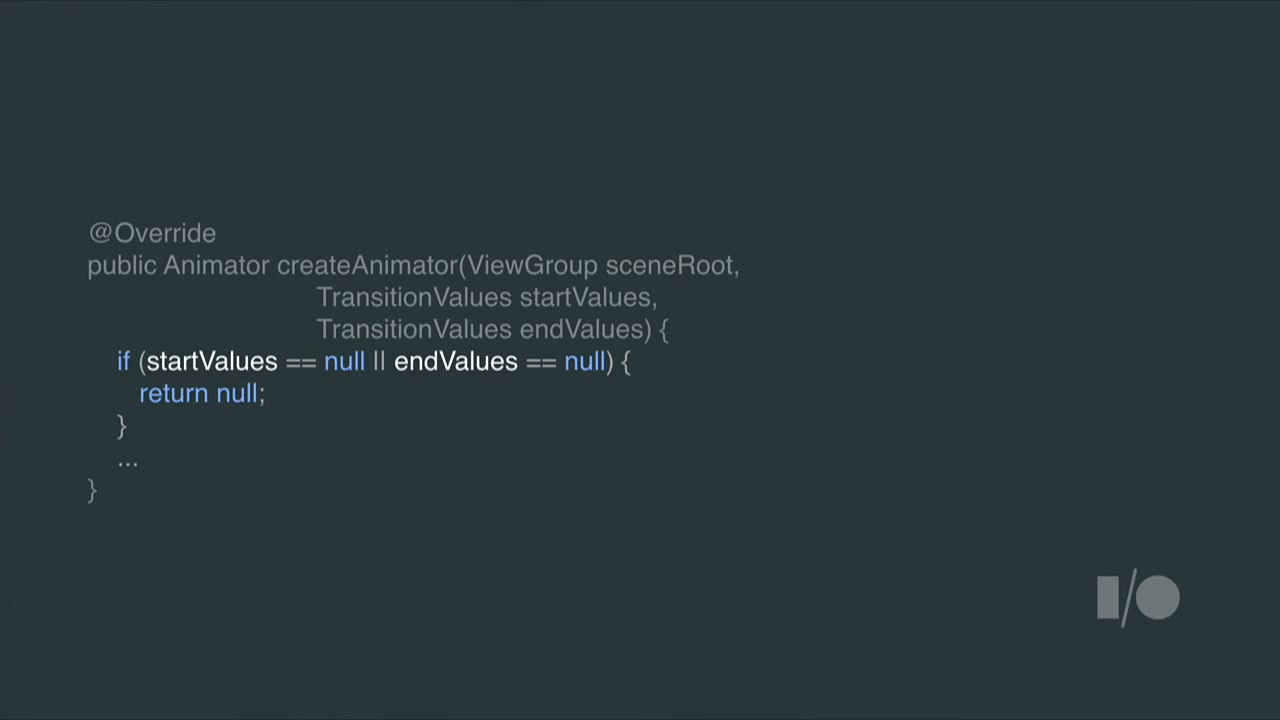 @Override
public Animator createAnimator(ViewGroup sceneRoot,
TransitionValues startValues,
TransitionValues endValues) {
if (startValues == null || endValues == null) {
return null;
}
...
}
I/O